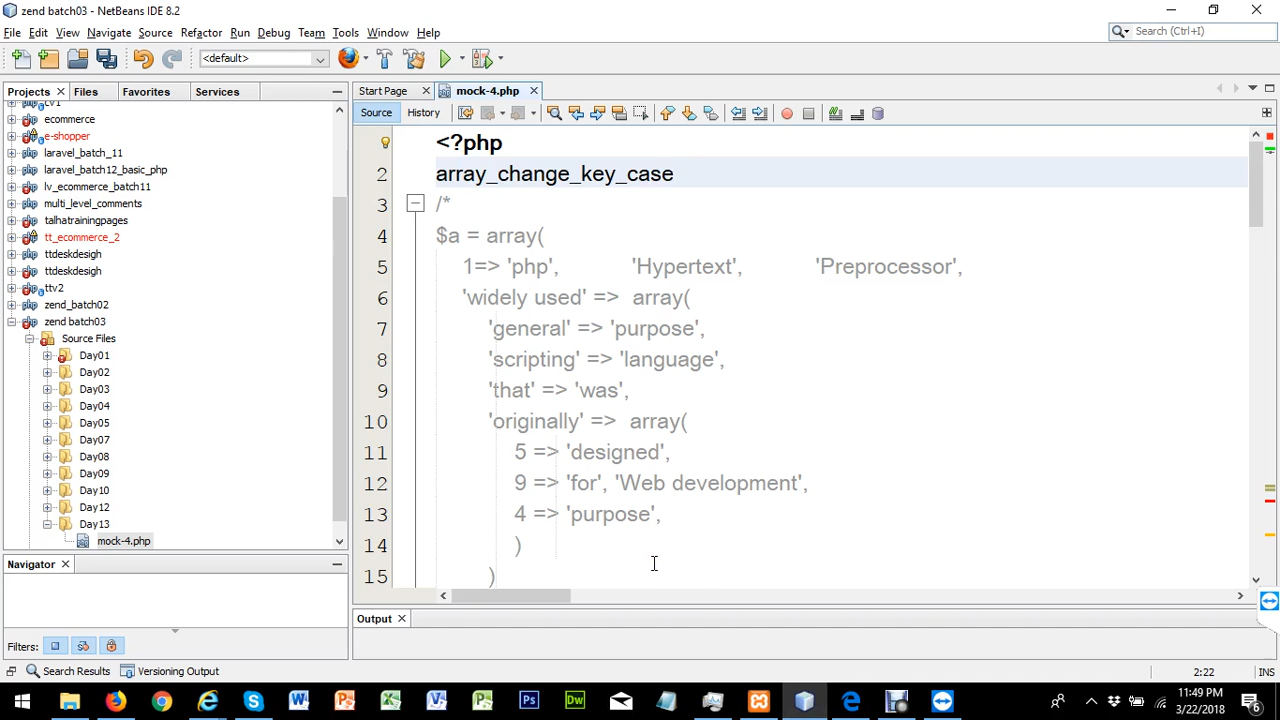 zend batch03 - NetBeans IDE 8.2
File Edit View Navigate Source Refactor Run Debug Team Tools Window Help
Search (Ctrl+I)
<default>
Projects Files Favorites Services
Start Page mock-4.php
Source History
cv1
ecommerce
e-shopper
laravel_batch_11
laravel_batch12_basic_php
lv_ecommerce_batch11
multi_level_comments
talhatrainingpages
tt_ecommerce_2
ttdeskdesigh
ttdeskdesigh
ttv2
zend_batch02
zend batch03
Source Files
Day01
Day02
Day03
Day04
Day05
Day07
Day08
Day09
Day10
Day12
Day13
mock-4.php
<?php
2 array_change_key_case
3 /*
4 $a = array(
5 1=> 'php', 'Hypertext', 'Preprocessor',
6 'widely used' => array(
7 'general' => 'purpose',
8 'scripting' => 'language',
9 'that' => 'was',
10 'originally' => array(
11 5 => 'designed',
12 9 => 'for', 'Web development',
13 4 => 'purpose',
14 )
15 )
Navigator
Filters:
Output
Search Results Versioning Output
2:22 INS
11:49 PM
3/22/2018
6